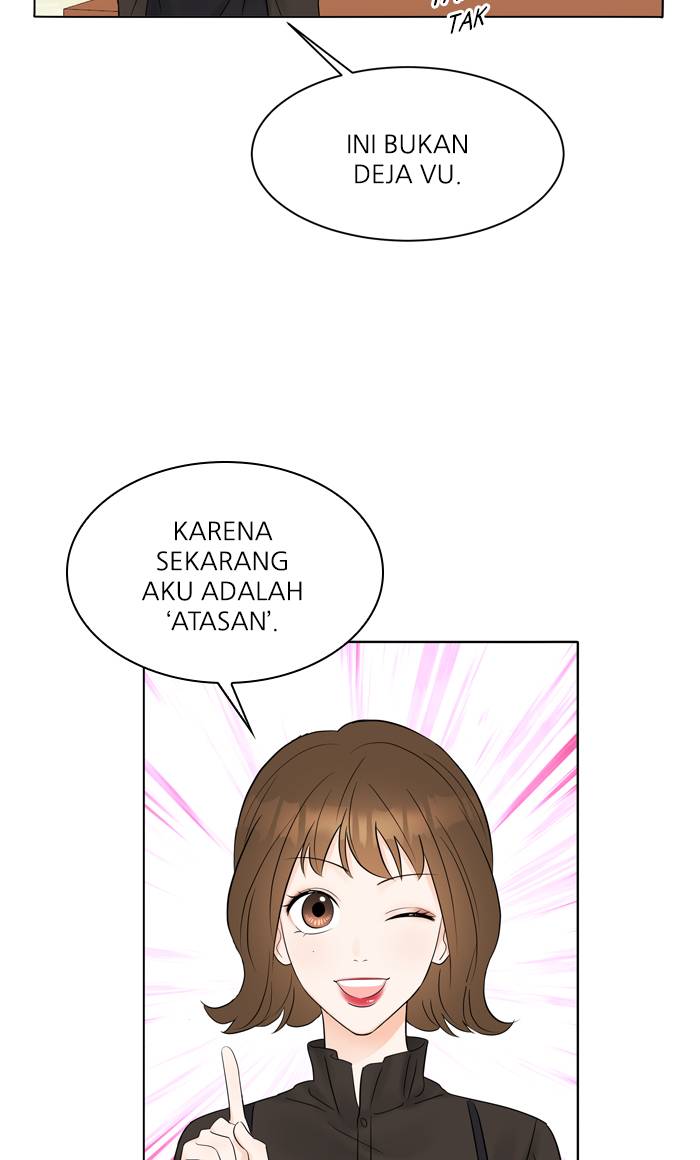 TAK
INI BUKAN
DEJA VU.
KARENA
SEKARANG
AKU ADALAH
‘ATASAN’.